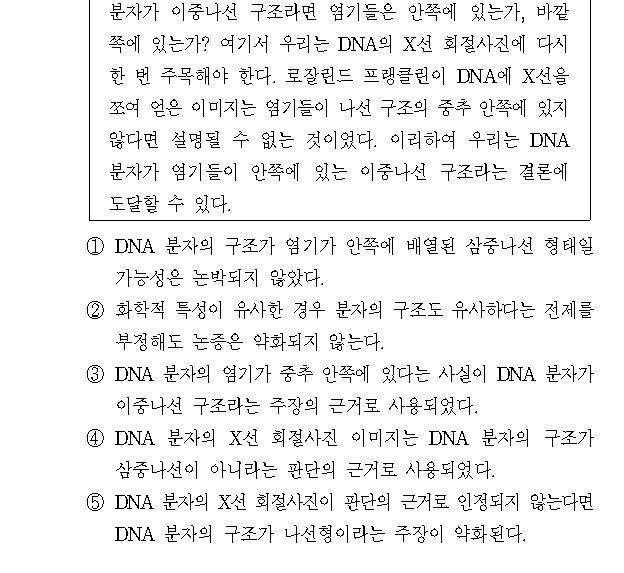 분자가 이중나선 구조라면 염기들은 안쪽에 있는가, 바깥
쪽에 있는가? 여기서 우리는 DNA의 X선 회절사진에 다시
한 번 주목해야 한다. 로잘린드 프랭클린이 DNA에 X선을
쪼여 얻은 이미지는 염기들이 나선 구조의 중추 안쪽에 있지
않다면 설명될 수 없는 것이었다. 이리하여 우리는 DNA
분자가 염기들이 안쪽에 있는 이중나선 구조라는 결론에
도달할 수 있다.
① DNA 분자의 구조가 염기가 안쪽에 배열된 삼중나선 형태일
가능성은 논박되지 않았다.
② 화학적 특성이 유사한 경우 분자의 구조도 유사하다는 전제를
부정해도 논증은 약화되지 않는다.
③ DNA 분자의 염기가 중추 안쪽에 있다는 사실이 DNA 분자가
이중나선 구조라는 주장의 근거로 사용되었다.
④ DNA 분자의 X선 회절사진 이미지는 DNA 분자의 구조가
삼중나선이 아니라는 판단의 근거로 사용되었다.
⑤ DNA 분자의 X선 회절사진이 판단의 근거로 인정되지 않는다면
DNA 분자의 구조가 나선형이라는 주장이 약화된다.